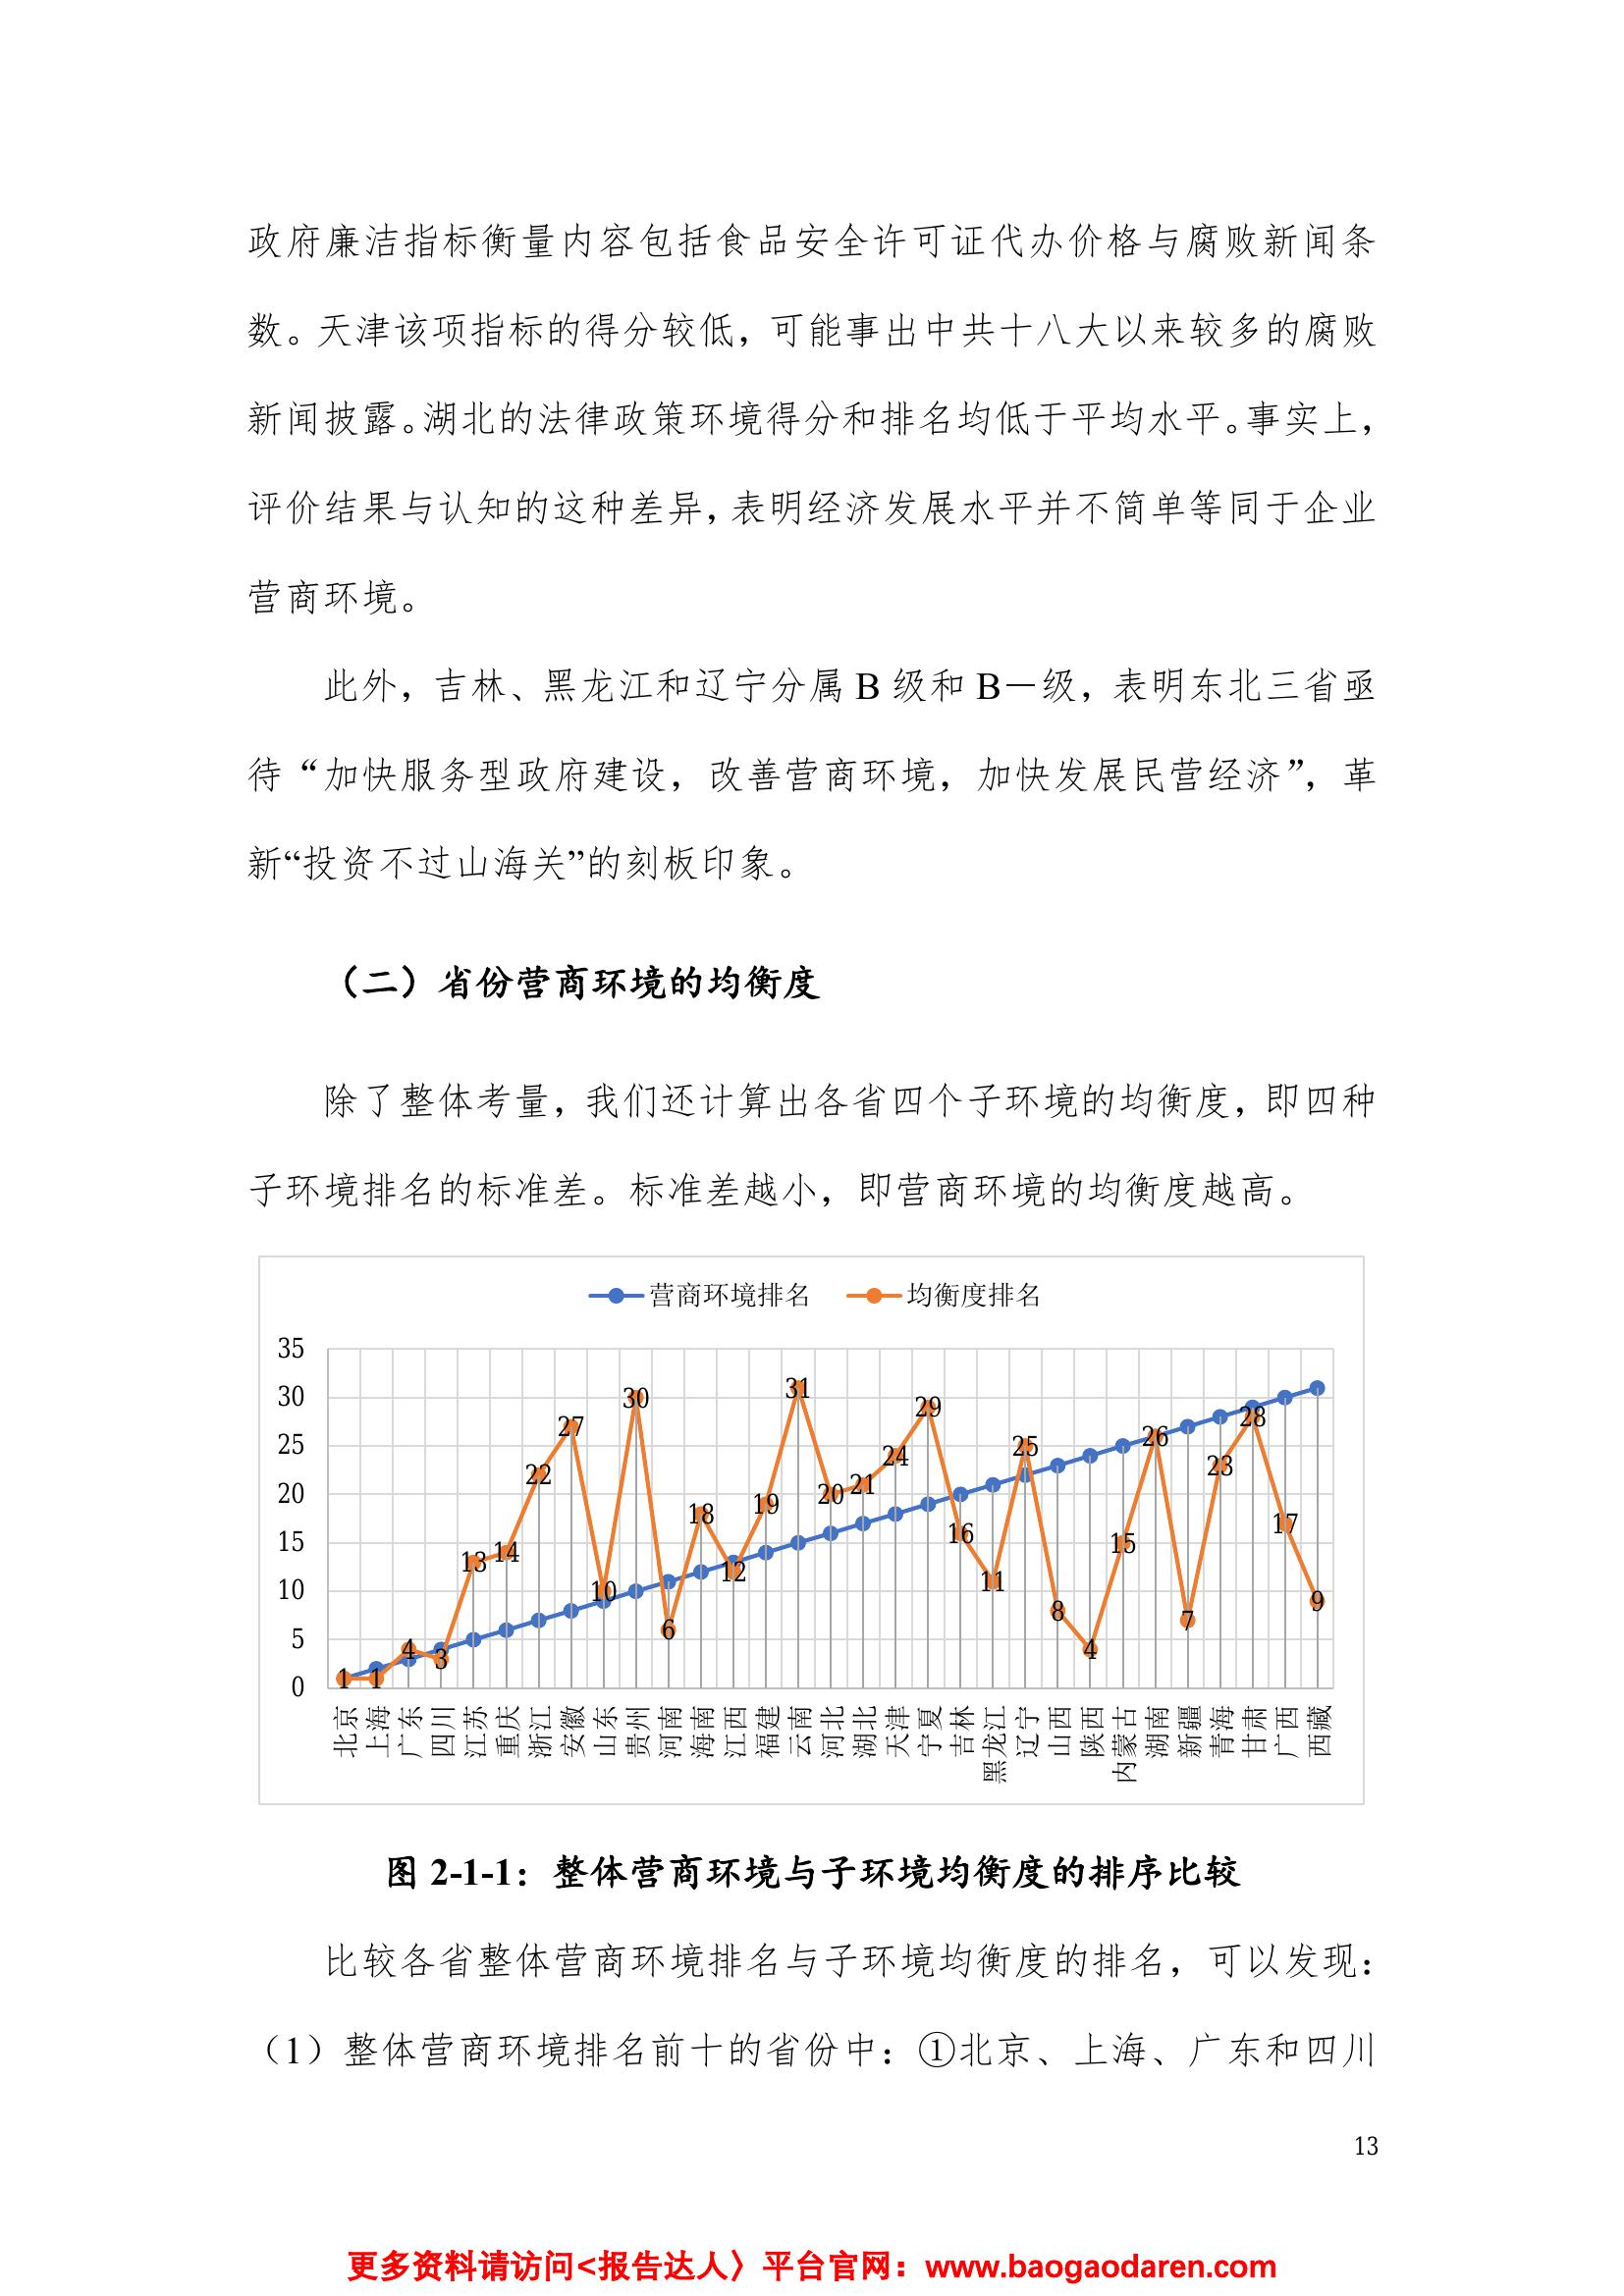 政府廉洁指标衡量内容包括食品安全许可证代办价格与腐败新闻条
数。天津该项指标的得分较低，可能事出中共十八大以来较多的腐败
新闻披露。湖北的法律政策环境得分和排名均低于平均水平。事实上，
评价结果与认知的这种差异，表明经济发展水平并不简单等同于企业
营商环境。
此外，吉林、黑龙江和辽宁分属 B 级和 B－级，表明东北三省亟
待“加快服务型政府建设，改善营商环境，加快发展民营经济”，革
新“投资不过山海关”的刻板印象。
（二）省份营商环境的均衡度
除了整体考量，我们还计算出各省四个子环境的均衡度，即四种
子环境排名的标准差。标准差越小，即营商环境的均衡度越高。
营商环境排名 均衡度排名
35
30
25
20
15
10
5
0
1 1 4 3 13 14 22 27 10 30 6 18 12 19 31 20 21 24 29 16 11 25 8 4 15 26 7 23 28 17 9
北京 上海 广东 四川 江苏 重庆 浙江 安徽 山东 贵州 河南 海南 江西 福建 云南 河北 湖北 天津 宁夏 吉林 黑龙江 辽宁 山西 陕西 内蒙古 湖南 新疆 青海 甘肃 广西 西藏
图 2-1-1：整体营商环境与子环境均衡度的排序比较
比较各省整体营商环境排名与子环境均衡度的排名，可以发现：
（1）整体营商环境排名前十的省份中：①北京、上海、广东和四川
13
更多资料请访问<报告达人〉平台官网：www.baogaodaren.com